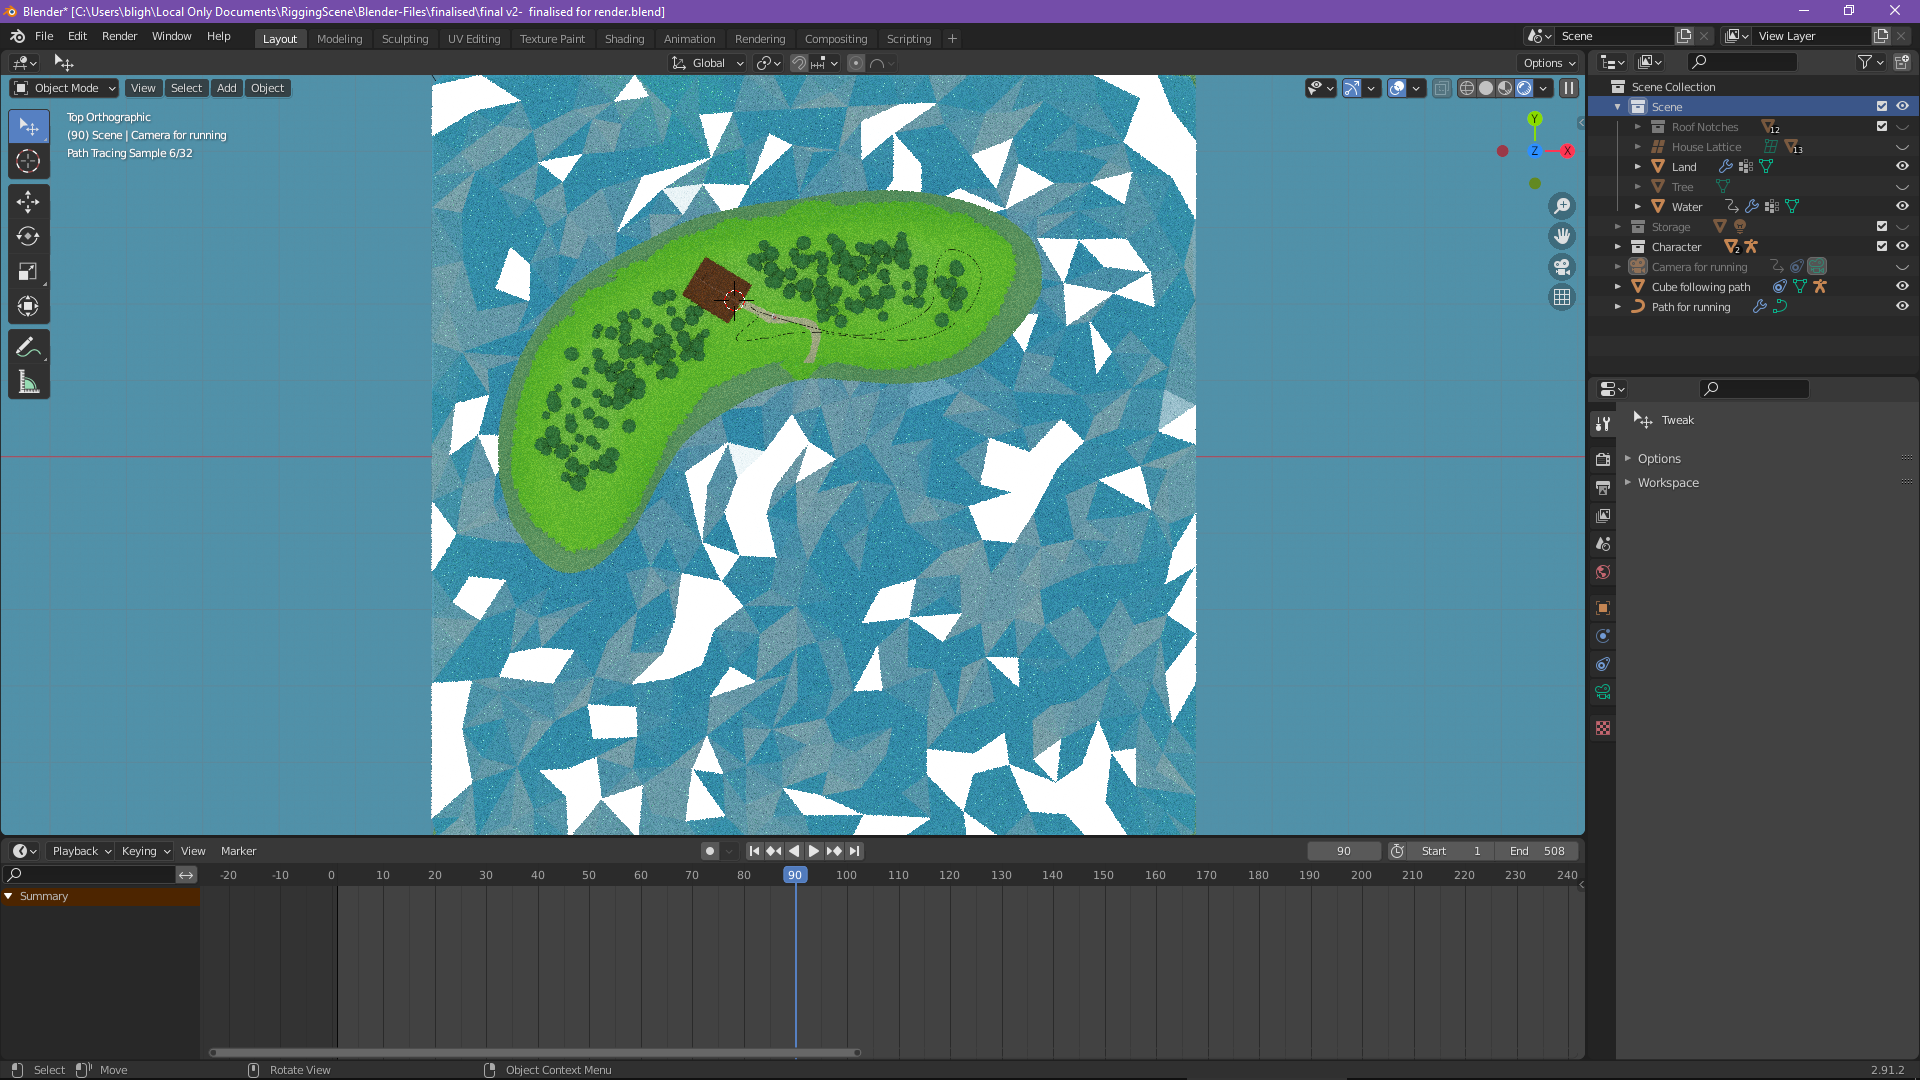 Blender* [C:\Users\bligh\Local Only Documents\RiggingScene\Blender-Files\finalised\final v2-  finalised for render.blend]
File Edit Render Window Help
Layout Modeling Sculpting UV Editing Texture Paint Shading Animation Rendering Compositing Scripting +
Scene
View Layer
Global
Options
Object Mode View Select Add Object
Top Orthographic
(90) Scene | Camera for running
Path Tracing Sample 6/32
Y
Z
X
Scene Collection
Scene
Roof Notches 12
House Lattice 13
Land
Tree
Water
Storage
Character 2
Camera for running
Cube following path
Path for running
Tweak
Options
Workspace
Playback Keying View Marker
90 Start 1 End 508
-20 -10 0 10 20 30 40 50 60 70 80 90 100 110 120 130 140 150 160 170 180 190 200 210 220 230 240
Summary
Select Move Rotate View Object Context Menu 2.91.2